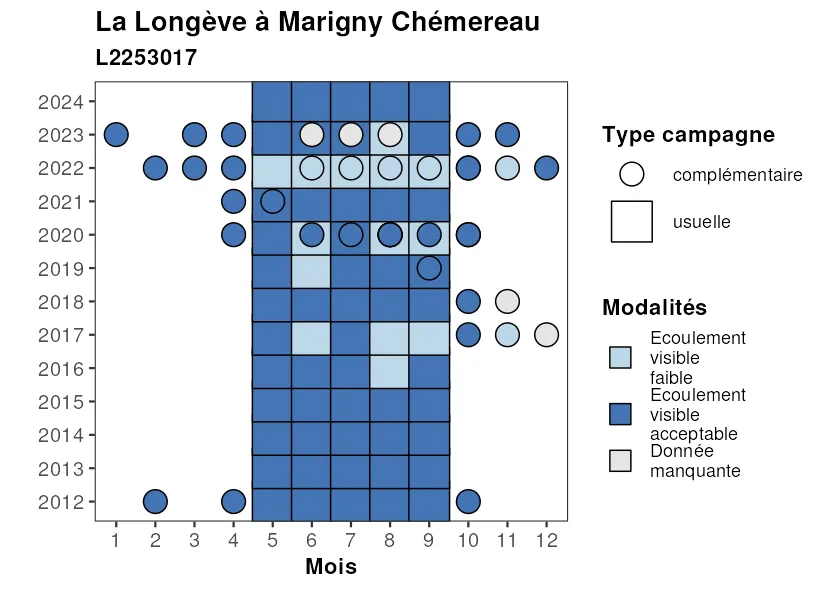 La Longève à Marigny Chémereau
L2253017
2024
2023
2022
2021
2020
2019
2018
2017
2016
2015
2014
2013
2012
1 2 3 4 5 6 7 8 9 10 11 12
Mois
Type campagne
complémentaire
usuelle
Modalités
Ecoulement
visible
faible
Ecoulement
visible
acceptable
Donnée
manquante